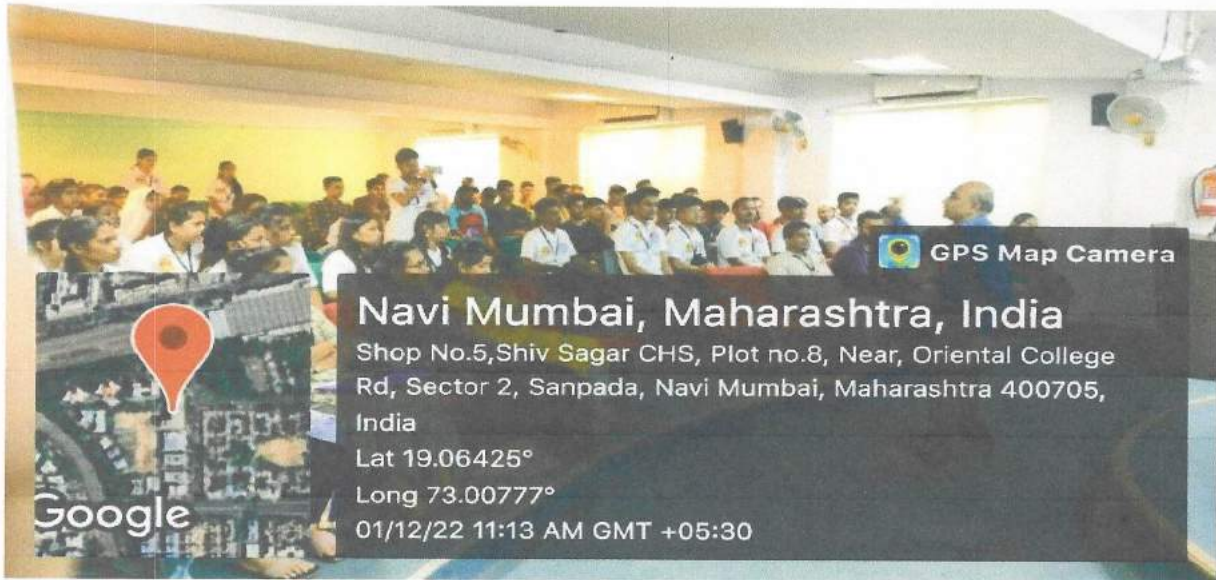 GPS Map Camera
Navi Mumbai, Maharashtra, India
Shop No.5,Shiv Sagar CHS, Plot no.8, Near, Oriental College
Rd, Sector 2, Sanpada, Navi Mumbai, Maharashtra 400705,
India
Lat 19.06425°
Long 73.00777°
01/12/22 11:13 AM GMT +05:30
Google